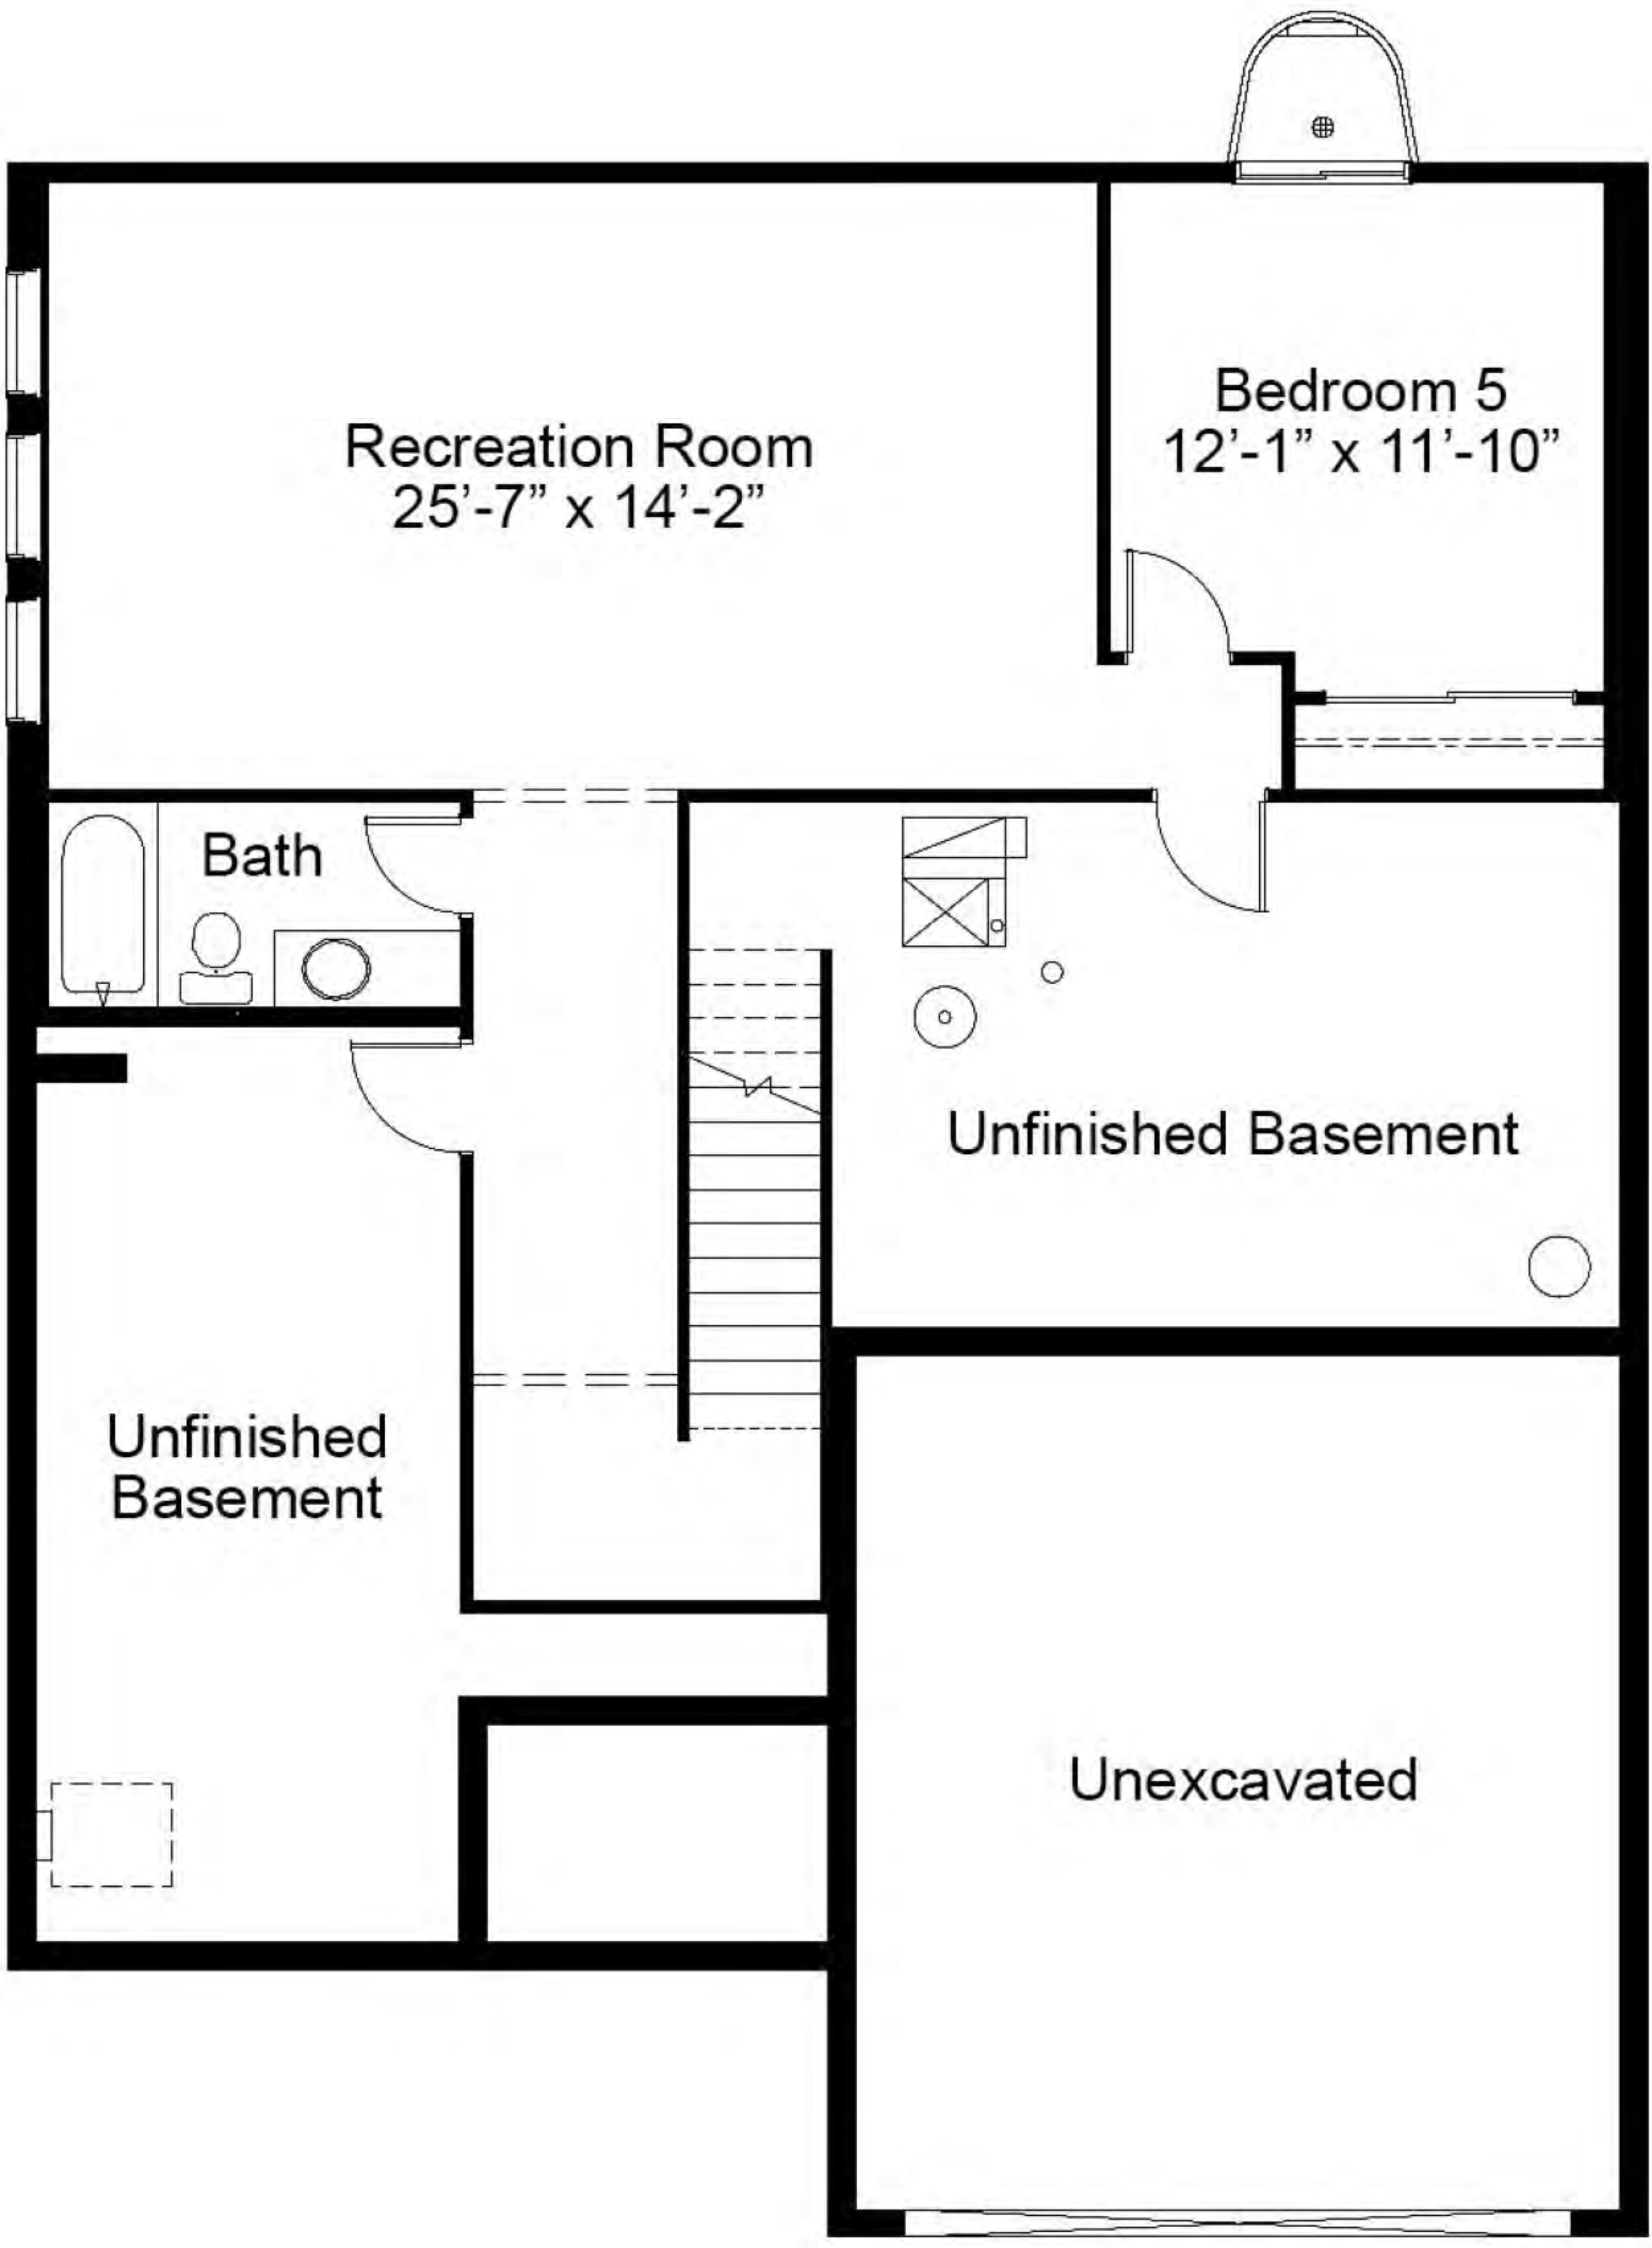 Bedroom 5
12’-1” x 11’-10”
Recreation Room
25’-7” x 14’-2”
Bath
Unfinished Basement
Unfinished
Basement
Unexcavated